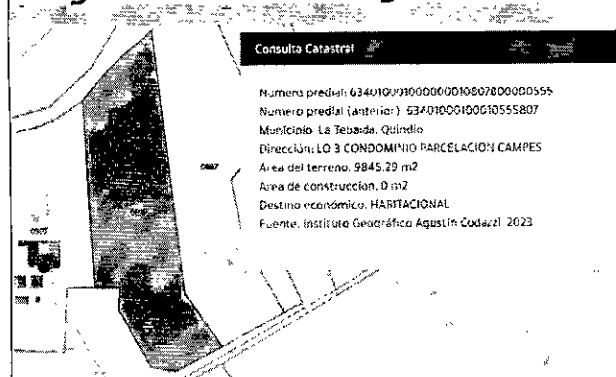 Consulta Catastral
Numero predial: 634010001000000010807800000555
Numero predial (anterior): 63401000100010555807
Municipio: La Tebaida, Quindío
Dirección: LO 3 CONDOMINIO PARCELACION CAMPES
Area del terreno: 9845.29 m2
Area de construccion: 0 m2
Destino económico: HABITACIONAL
Fuente: Instituto Geográfico Agustín Codazzi, 2023